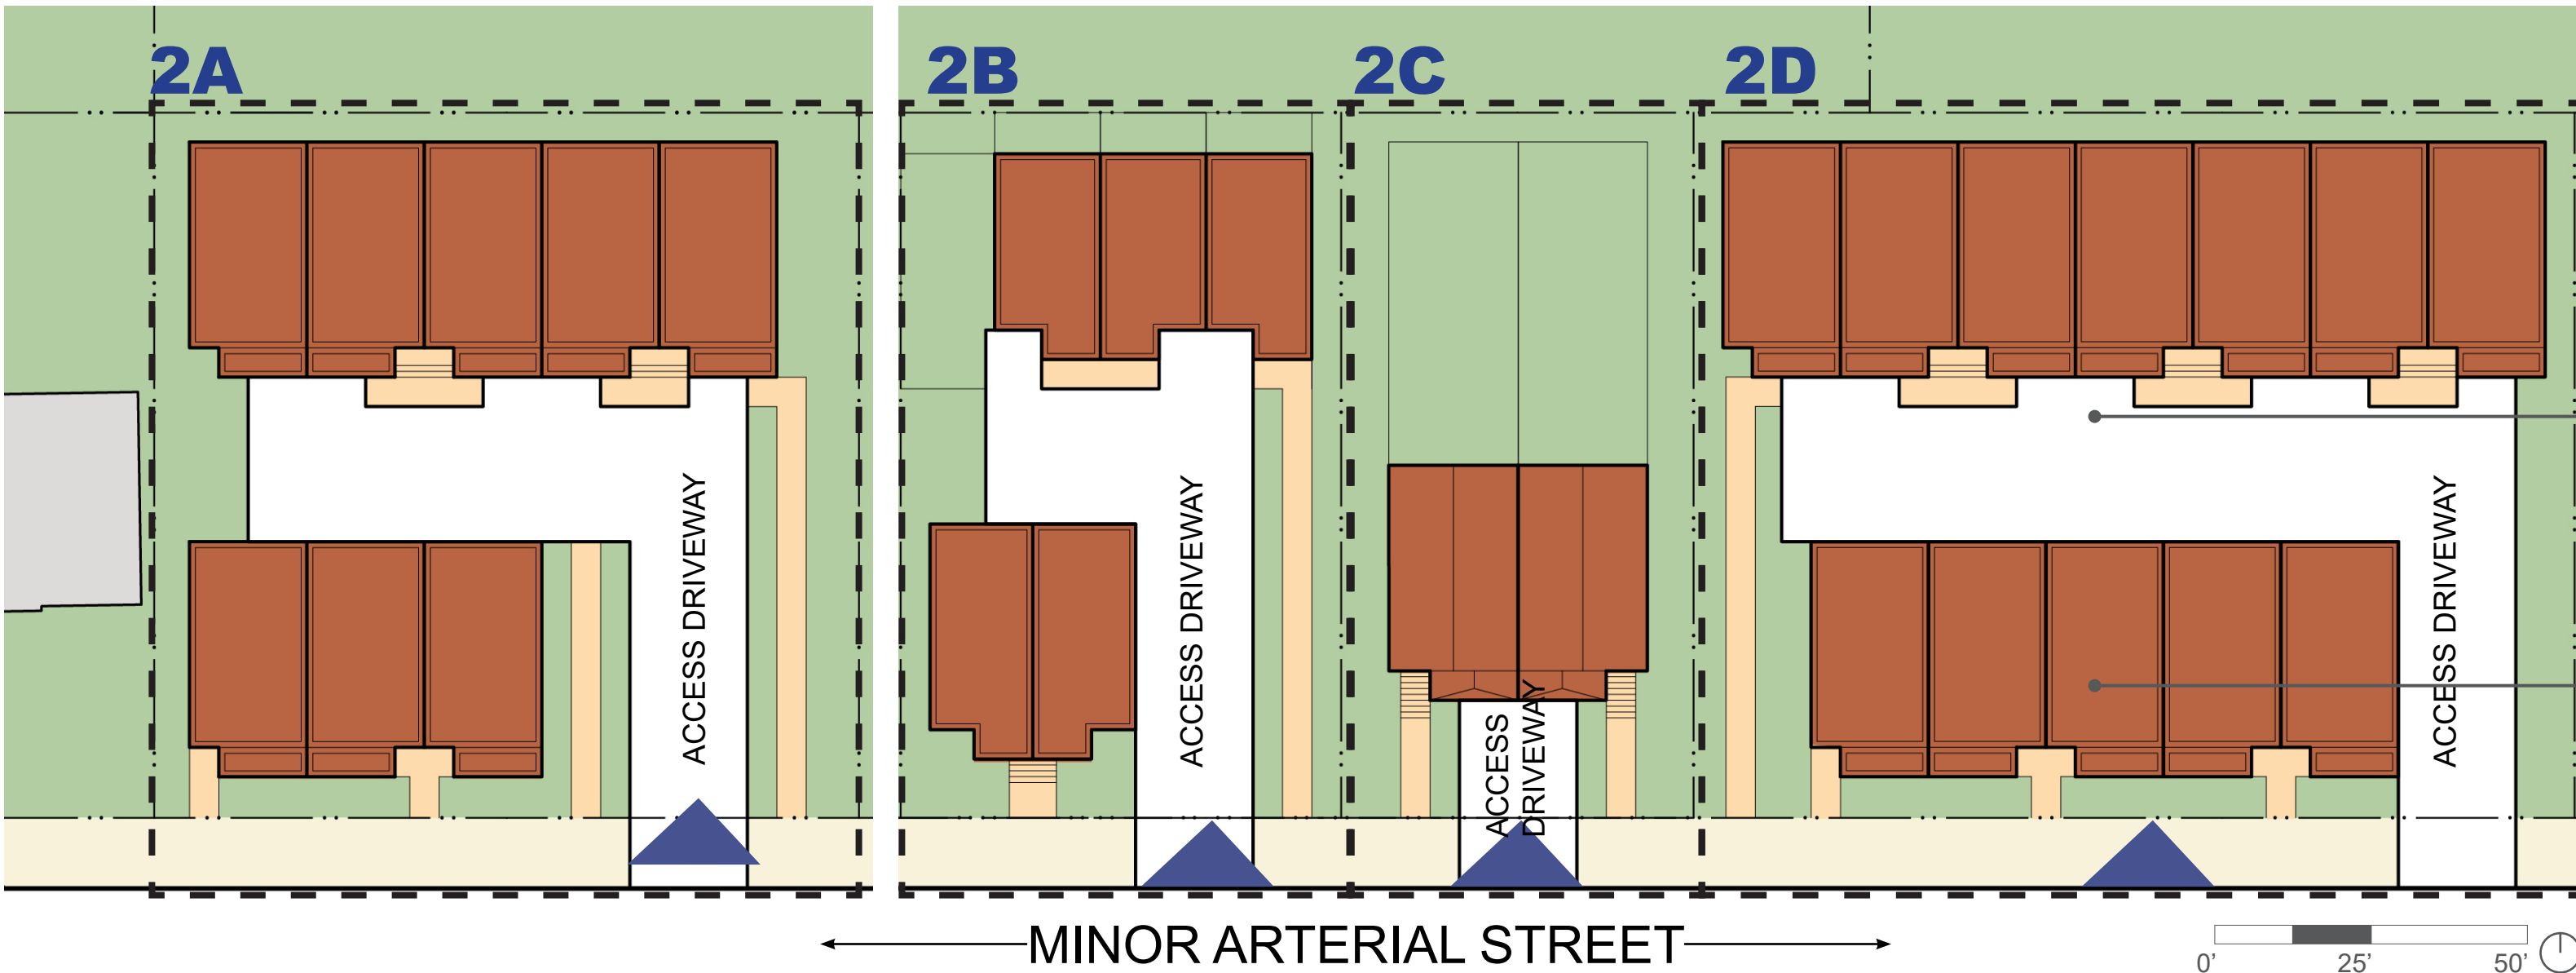 2A
2B
2C
2D
ACCESS DRIVEWAY
ACCESS DRIVEWAY
ACCESS
DRIVEWAY
ACCESS DRIVEWAY
MINOR ARTERIAL STREET
0' 25' 50'